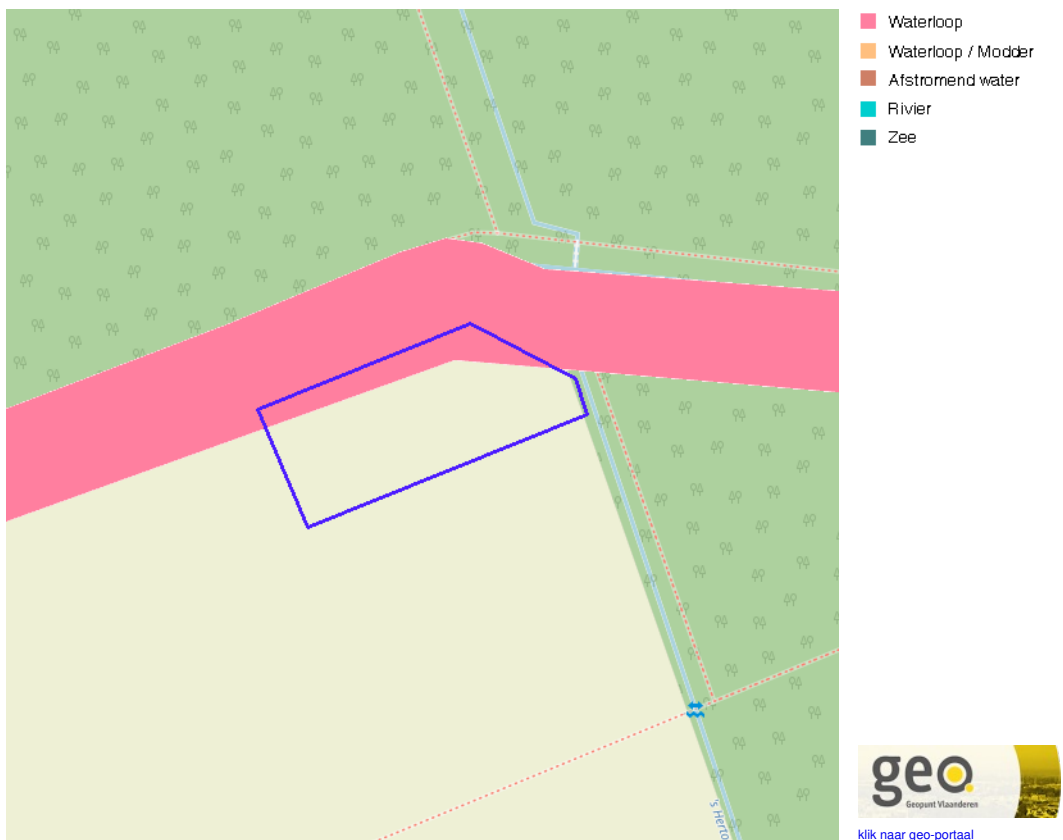 Waterloop
Waterloop / Modder
Afstromend water
Rivier
Zee
's Herto
geo.
Geopunt Vlaanderen
klik naar geo-portaal